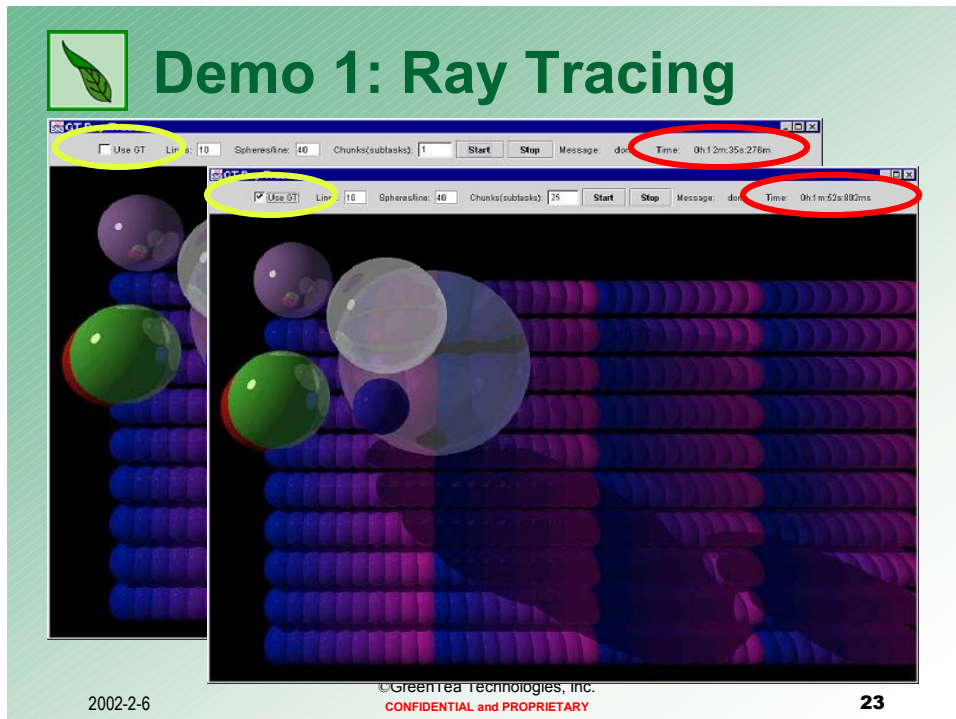 Demo 1: Ray Tracing
Use GT Lines: 10 Spheres/line: 40 Chunks(subtasks): 1 Start Stop Message: Time: 0h:12m:35s:276m
Use GT 10 Spheres/line: 40 Chunks(subtasks): 25 Start Stop Message: Time: 0h:1m:52s:802ms
©GreenTea Technologies, Inc.
2002-2-6
CONFIDENTIAL and PROPRIETARY
23